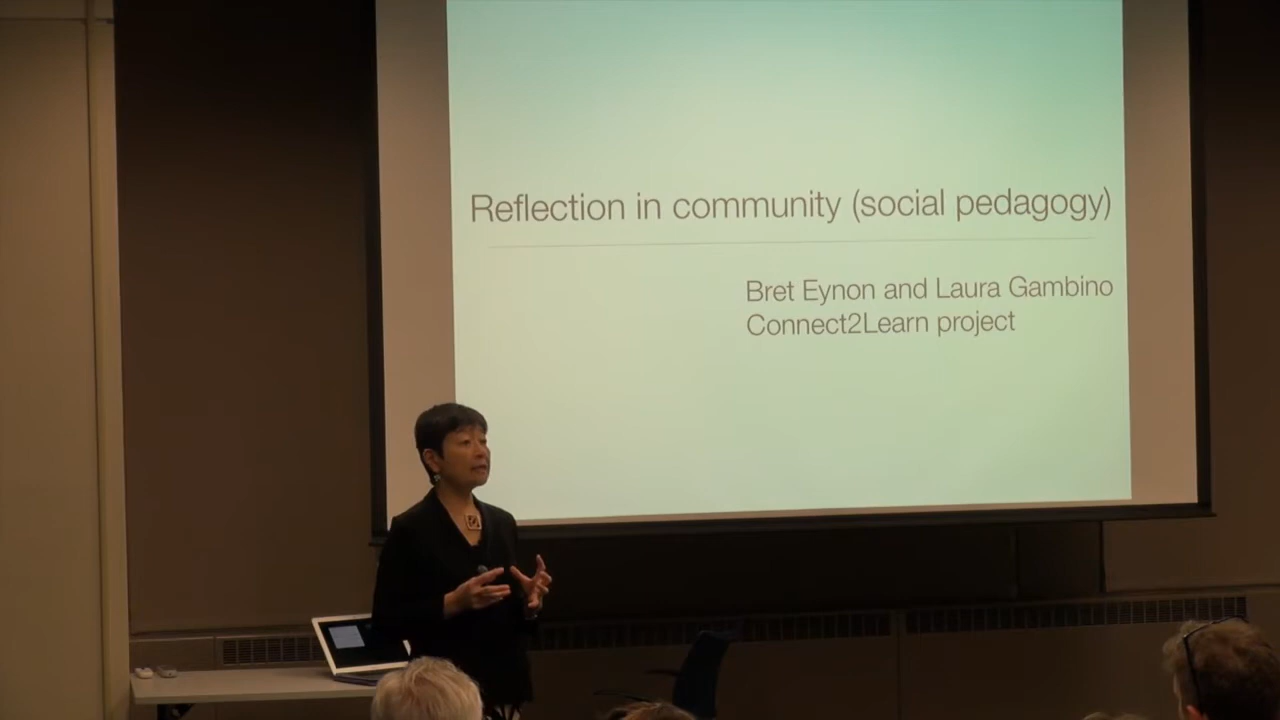 Reflection in community (social pedagogy)
Bret Eynon and Laura Gambino
Connect2Learn project